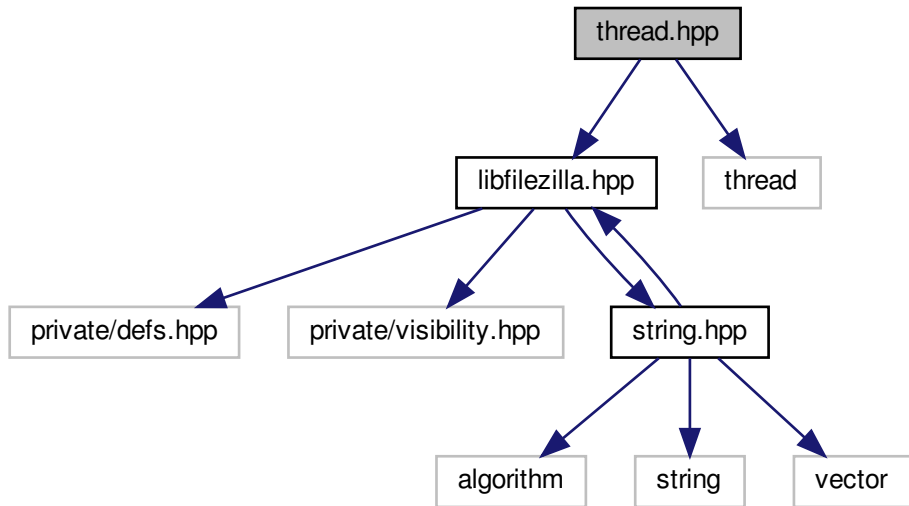 thread.hpp
libfilezilla.hpp
thread
private/defs.hpp
private/visibility.hpp
string.hpp
algorithm
string
vector